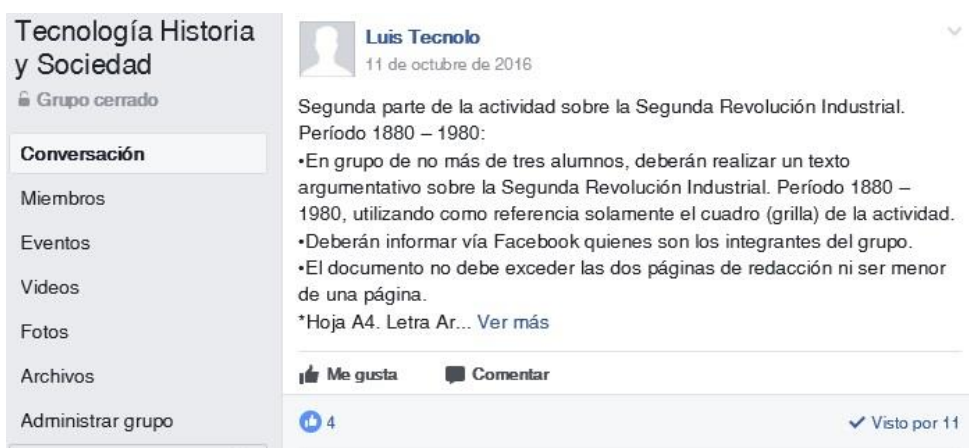 Tecnología Historia
y Sociedad
Grupo cerrado
Conversación
Miembros
Eventos
Videos
Fotos
Archivos
Administrar grupo
Luis Tecnolo
11 de octubre de 2016
Segunda parte de la actividad sobre la Segunda Revolución Industrial.
Período 1880 – 1980:
•En grupo de no más de tres alumnos, deberán realizar un texto
argumentativo sobre la Segunda Revolución Industrial. Período 1880 –
1980, utilizando como referencia solamente el cuadro (grilla) de la actividad.
•Deberán informar vía Facebook quienes son los integrantes del grupo.
•El documento no debe exceder las dos páginas de redacción ni ser menor
de una página.
*Hoja A4. Letra Ar... Ver más
Me gusta Comentar
4 Visto por 11